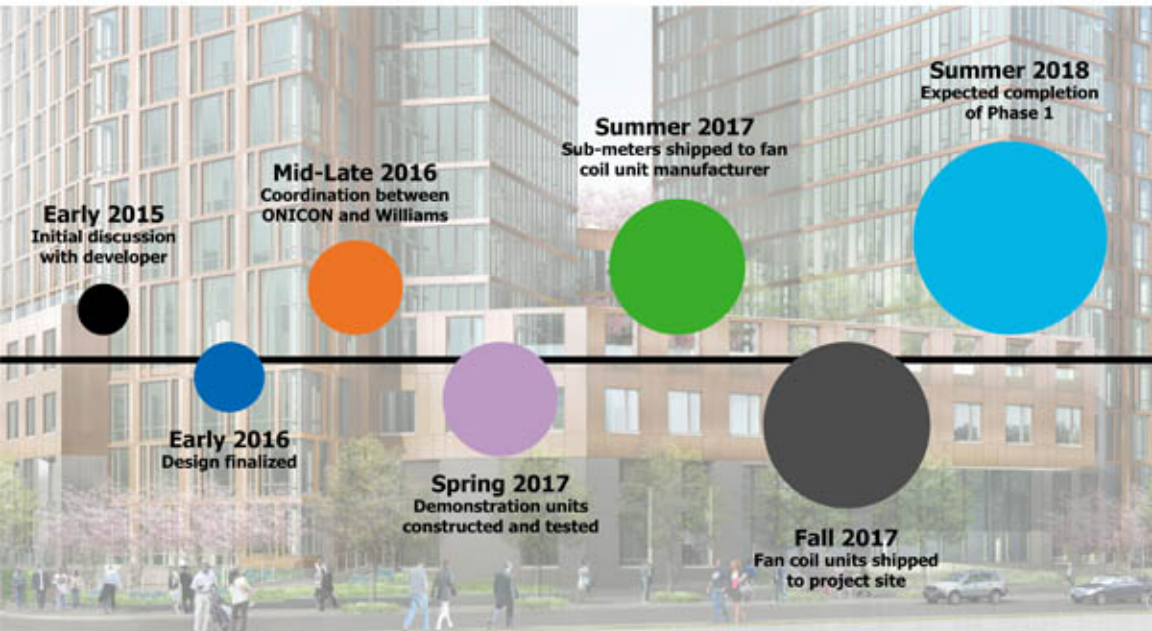 Early 2015
Initial discussion
with developer
Early 2016
Design finalized
Mid-Late 2016
Coordination between
ONICON and Williams
Spring 2017
Demonstration units
constructed and tested
Summer 2017
Sub-meters shipped to fan
coil unit manufacturer
Fall 2017
Fan coil units shipped
to project site
Summer 2018
Expected completion
of Phase 1